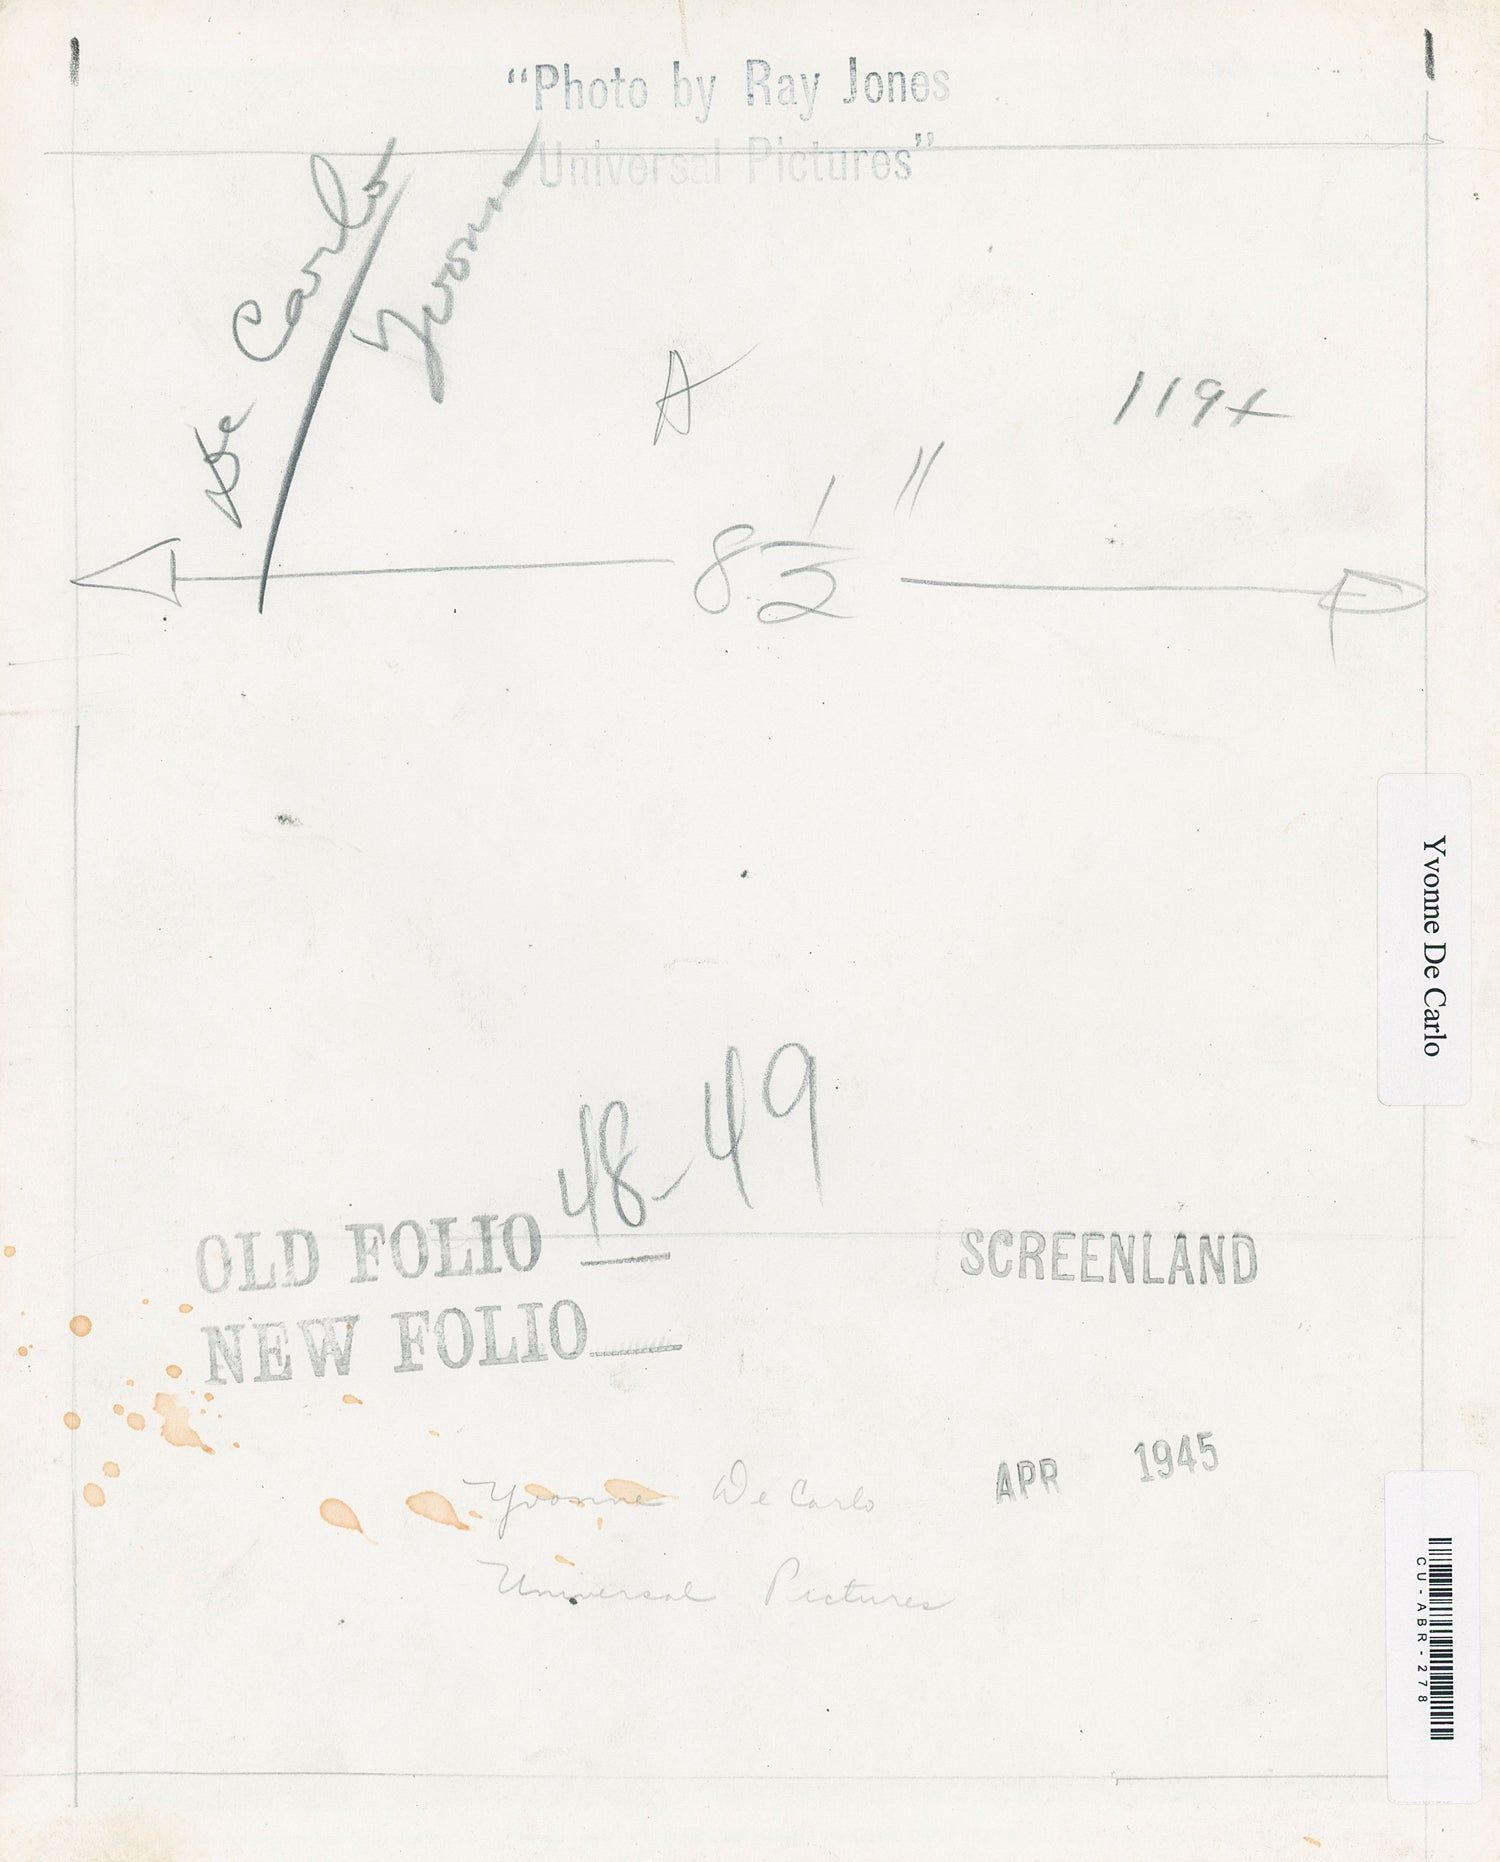 "Photo by Ray Jones
Universal Pictures"
De Carlo
Yvonne
A
119+
8 1/2 "
Yvonne De Carlo
48-49
OLD FOLIO
NEW FOLIO
SCREENLAND
APR 1945
Yvonne De Carlo
Universal Pictures
CU-ABR-278